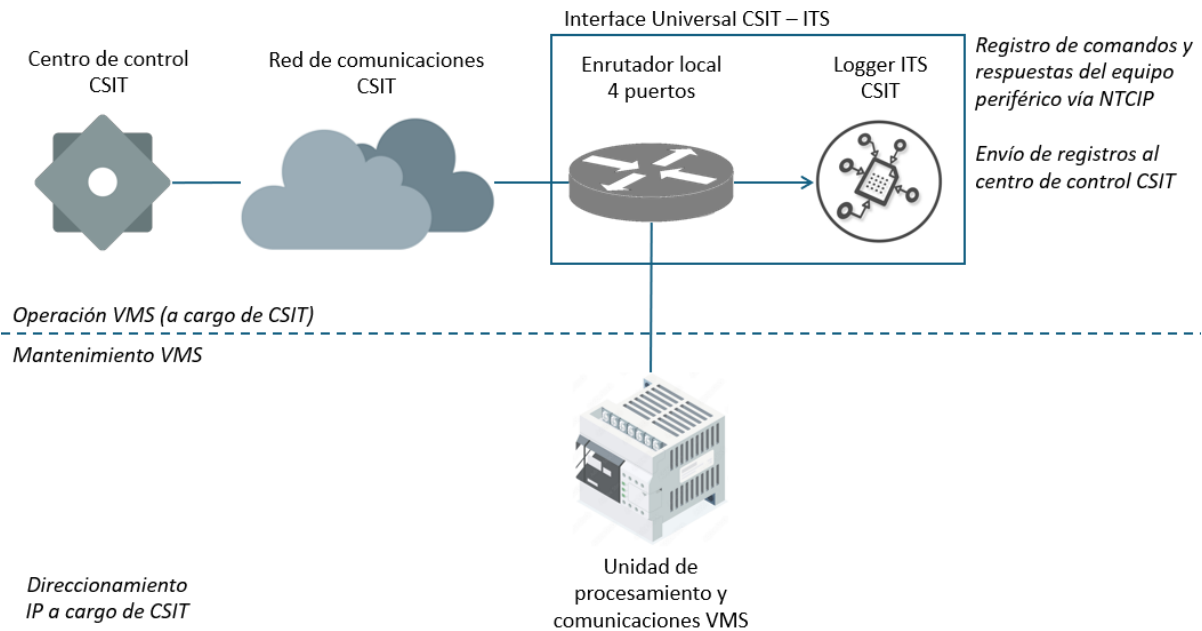 Interface Universal CSIT – ITS
Centro de control
CSIT
Red de comunicaciones
CSIT
Enrutador local
4 puertos
Logger ITS
CSIT
Registro de comandos y
respuestas del equipo
periférico vía NTCIP
Envío de registros al
centro de control CSIT
Operación VMS (a cargo de CSIT)
Mantenimiento VMS
Unidad de
procesamiento y
comunicaciones VMS
Direccionamiento
IP a cargo de CSIT